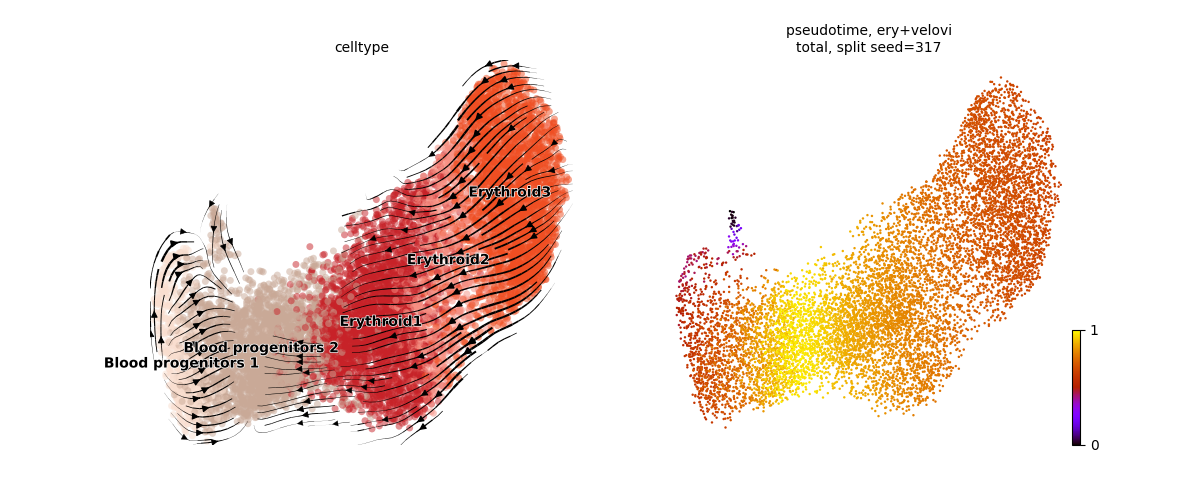 celltype
Erythroid3
Erythroid2
Erythroid1
Blood progenitors 2
Blood progenitors 1
pseudotime, ery+velovi
total, split seed=317
1
0